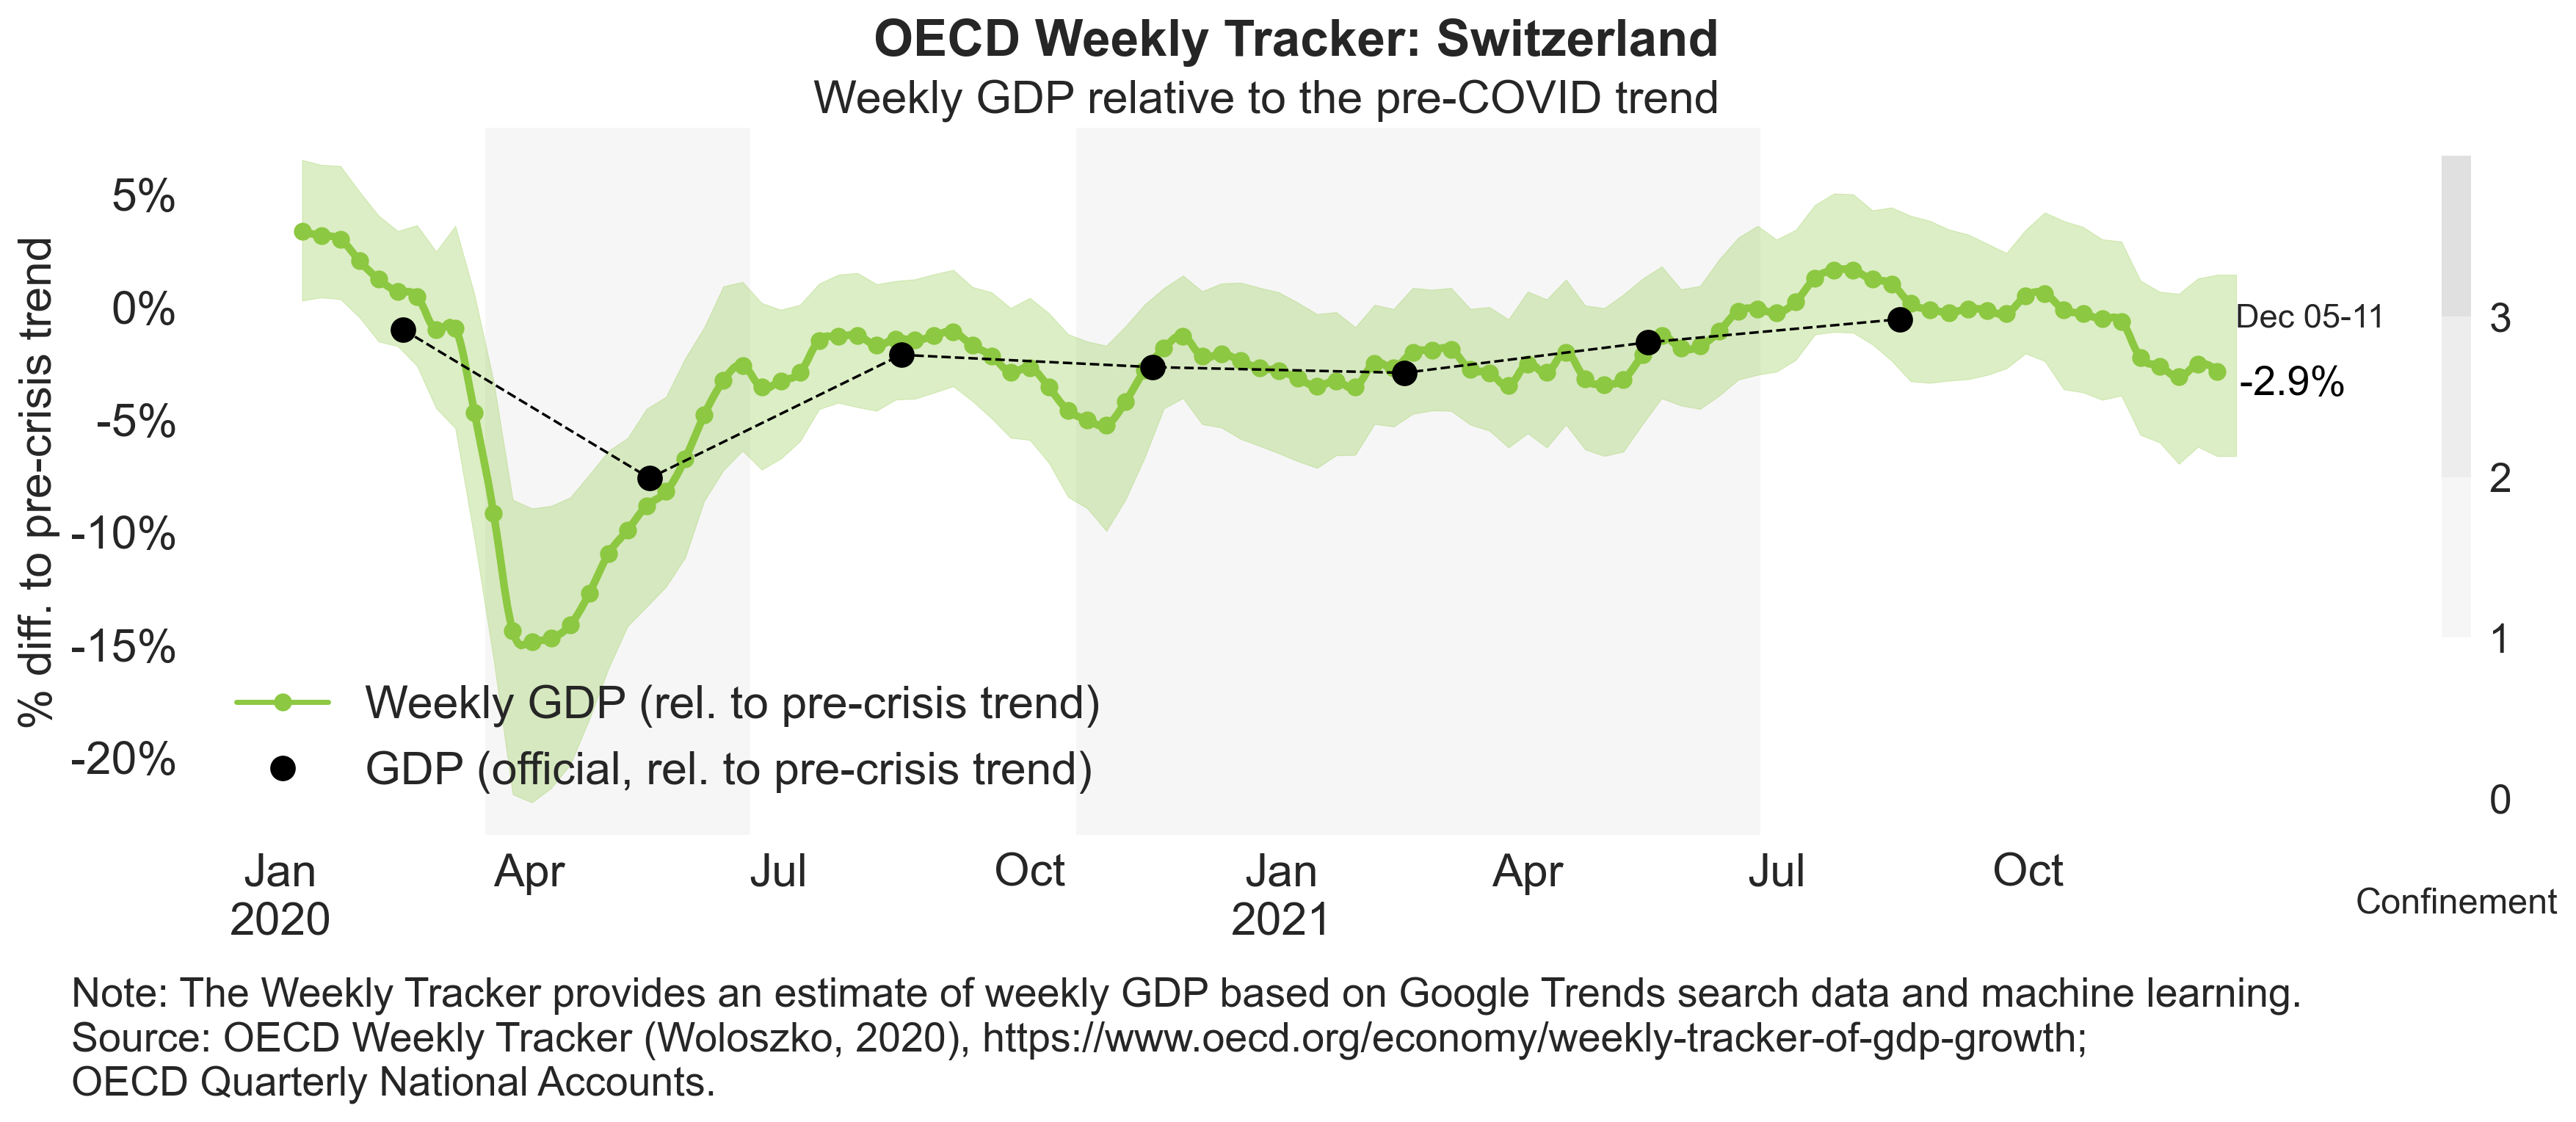 OECD Weekly Tracker: Switzerland
Weekly GDP relative to the pre-COVID trend
% diff. to pre-crisis trend
5%
0%
-5%
-10%
-15%
-20%
Dec 05-11
-2.9%
3
2
1
0
Confinement
Weekly GDP (rel. to pre-crisis trend)
GDP (official, rel. to pre-crisis trend)
Jan Apr Jul Oct Jan Apr Jul Oct
2020 2021
Note: The Weekly Tracker provides an estimate of weekly GDP based on Google Trends search data and machine learning.
Source: OECD Weekly Tracker (Woloszko, 2020), https://www.oecd.org/economy/weekly-tracker-of-gdp-growth;
OECD Quarterly National Accounts.